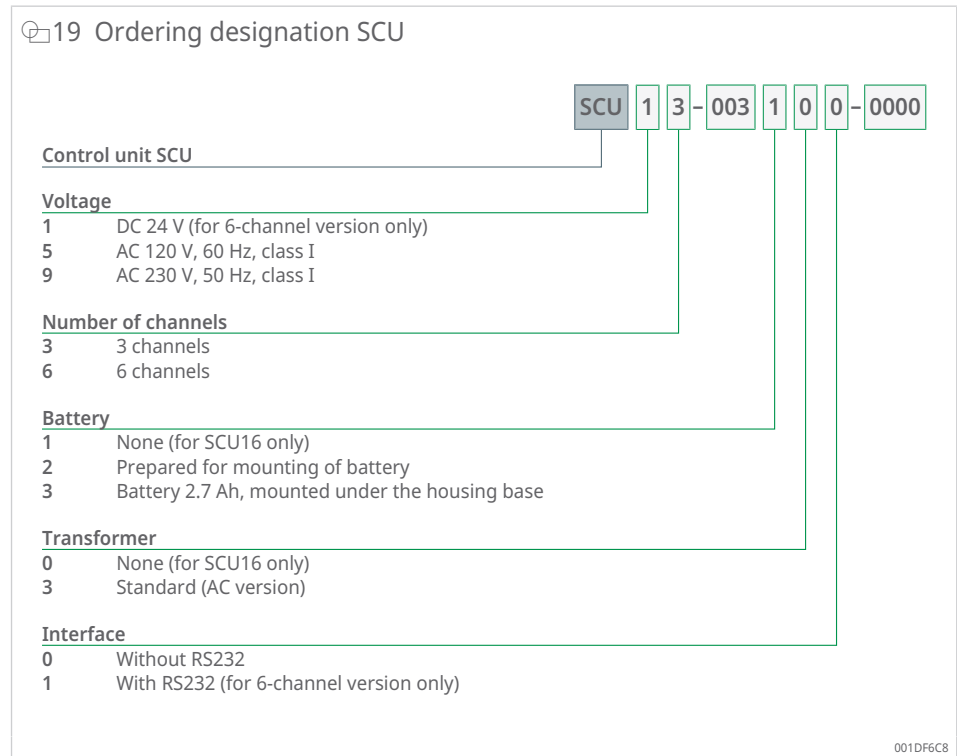 19 Ordering designation SCU
SCU 1 3 – 003 1 0 0 – 0000
Control unit SCU
Voltage
1 DC 24 V (for 6-channel version only)
5 AC 120 V, 60 Hz, class I
9 AC 230 V, 50 Hz, class I
Number of channels
3 3 channels
6 6 channels
Battery
1 None (for SCU16 only)
2 Prepared for mounting of battery
3 Battery 2.7 Ah, mounted under the housing base
Transformer
0 None (for SCU16 only)
3 Standard (AC version)
Interface
0 Without RS232
1 With RS232 (for 6-channel version only)
001DF6C8